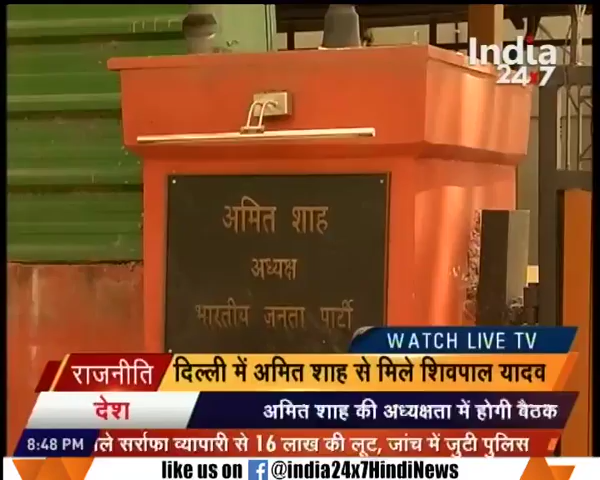 India
24x7
अमित शाह
अध्यक्ष
भारतीय जनता पार्टी
WATCH LIVE TV
राजनीति
दिल्ली में अमित शाह से मिले शिवपाल यादव
देश
अमित शाह की अध्यक्षता में होगी बैठक
8:48 PM
ले सर्राफा व्यापारी से 16 लाख की लूट, जांच में जुटी पुलिस
like us on f @india24x7HindiNews